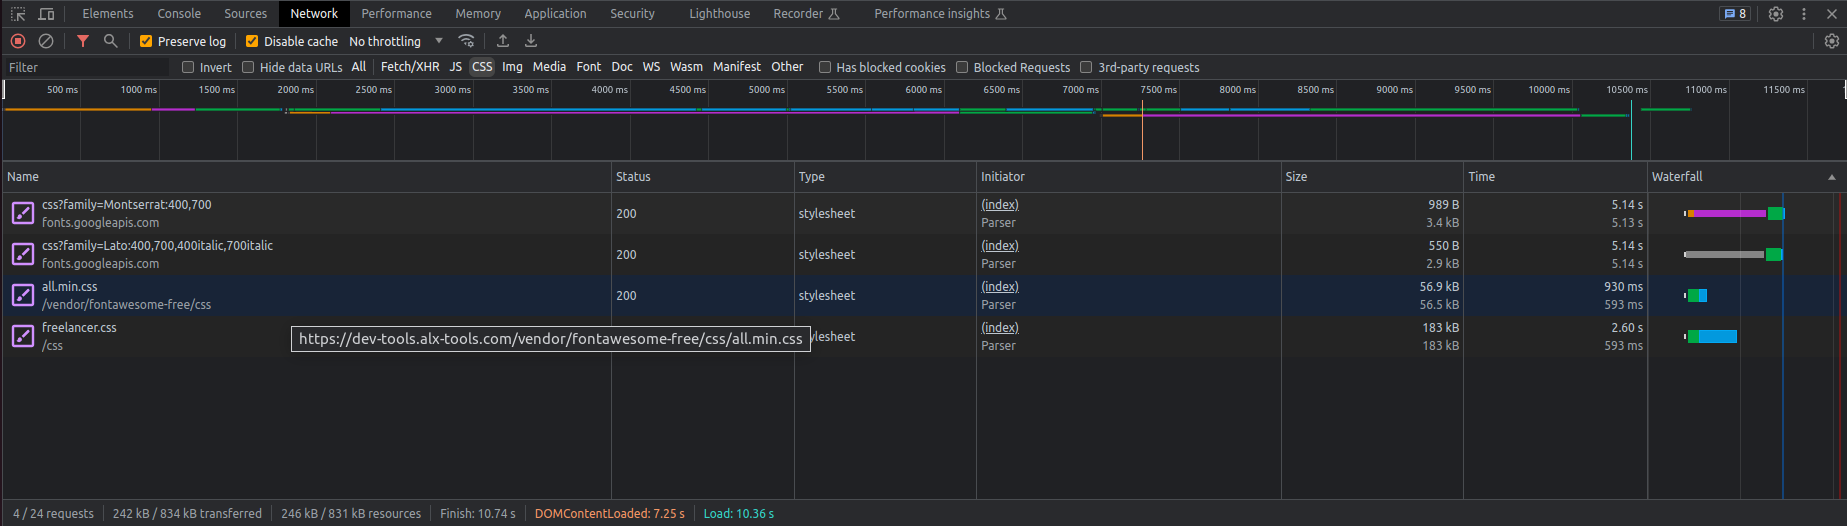 Elements Console Sources Network Performance Memory Application Security Lighthouse Recorder Performance insights 8
Preserve log Disable cache No throttling
Filter Invert Hide data URLs All Fetch/XHR JS CSS Img Media Font Doc WS Wasm Manifest Other Has blocked cookies Blocked Requests 3rd-party requests
500 ms 1000 ms 1500 ms 2000 ms 2500 ms 3000 ms 3500 ms 4000 ms 4500 ms 5000 ms 5500 ms 6000 ms 6500 ms 7000 ms 7500 ms 8000 ms 8500 ms 9000 ms 9500 ms 10000 ms 10500 ms 11000 ms 11500 ms
Name Status Type Initiator Size Time Waterfall
css?family=Montserrat:400,700 200 stylesheet (index) 989 B 5.14 s
fonts.googleapis.com Parser 3.4 kB 5.13 s
css?family=Lato:400,700,400italic,700italic 200 stylesheet (index) 550 B 5.14 s
fonts.googleapis.com Parser 2.9 kB 5.14 s
all.min.css 200 stylesheet (index) 56.9 kB 930 ms
/vendor/fontawesome-free/css Parser 56.5 kB 593 ms
freelancer.css ylesheet (index) 183 kB 2.60 s
/css Parser 183 kB 593 ms
https://dev-tools.alx-tools.com/vendor/fontawesome-free/css/all.min.css
4 / 24 requests 242 kB / 834 kB transferred 246 kB / 831 kB resources Finish: 10.74 s DOMContentLoaded: 7.25 s Load: 10.36 s